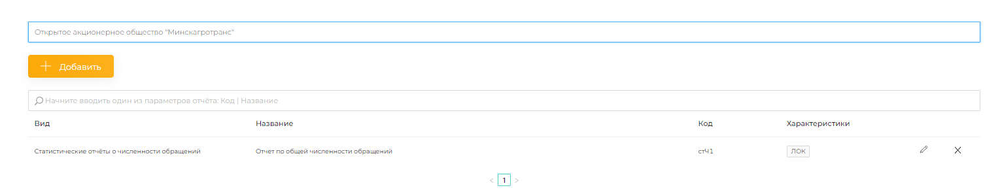 Открытое акционерное общество "Минскагротранс"
Добавить
Начните вводить один из параметров отчёта: Код | Название
Вид Название Код Характеристики
Статистические отчёты о численности обращений Отчет по общей численности обращений стЧ1 ЛОК
< 1 >